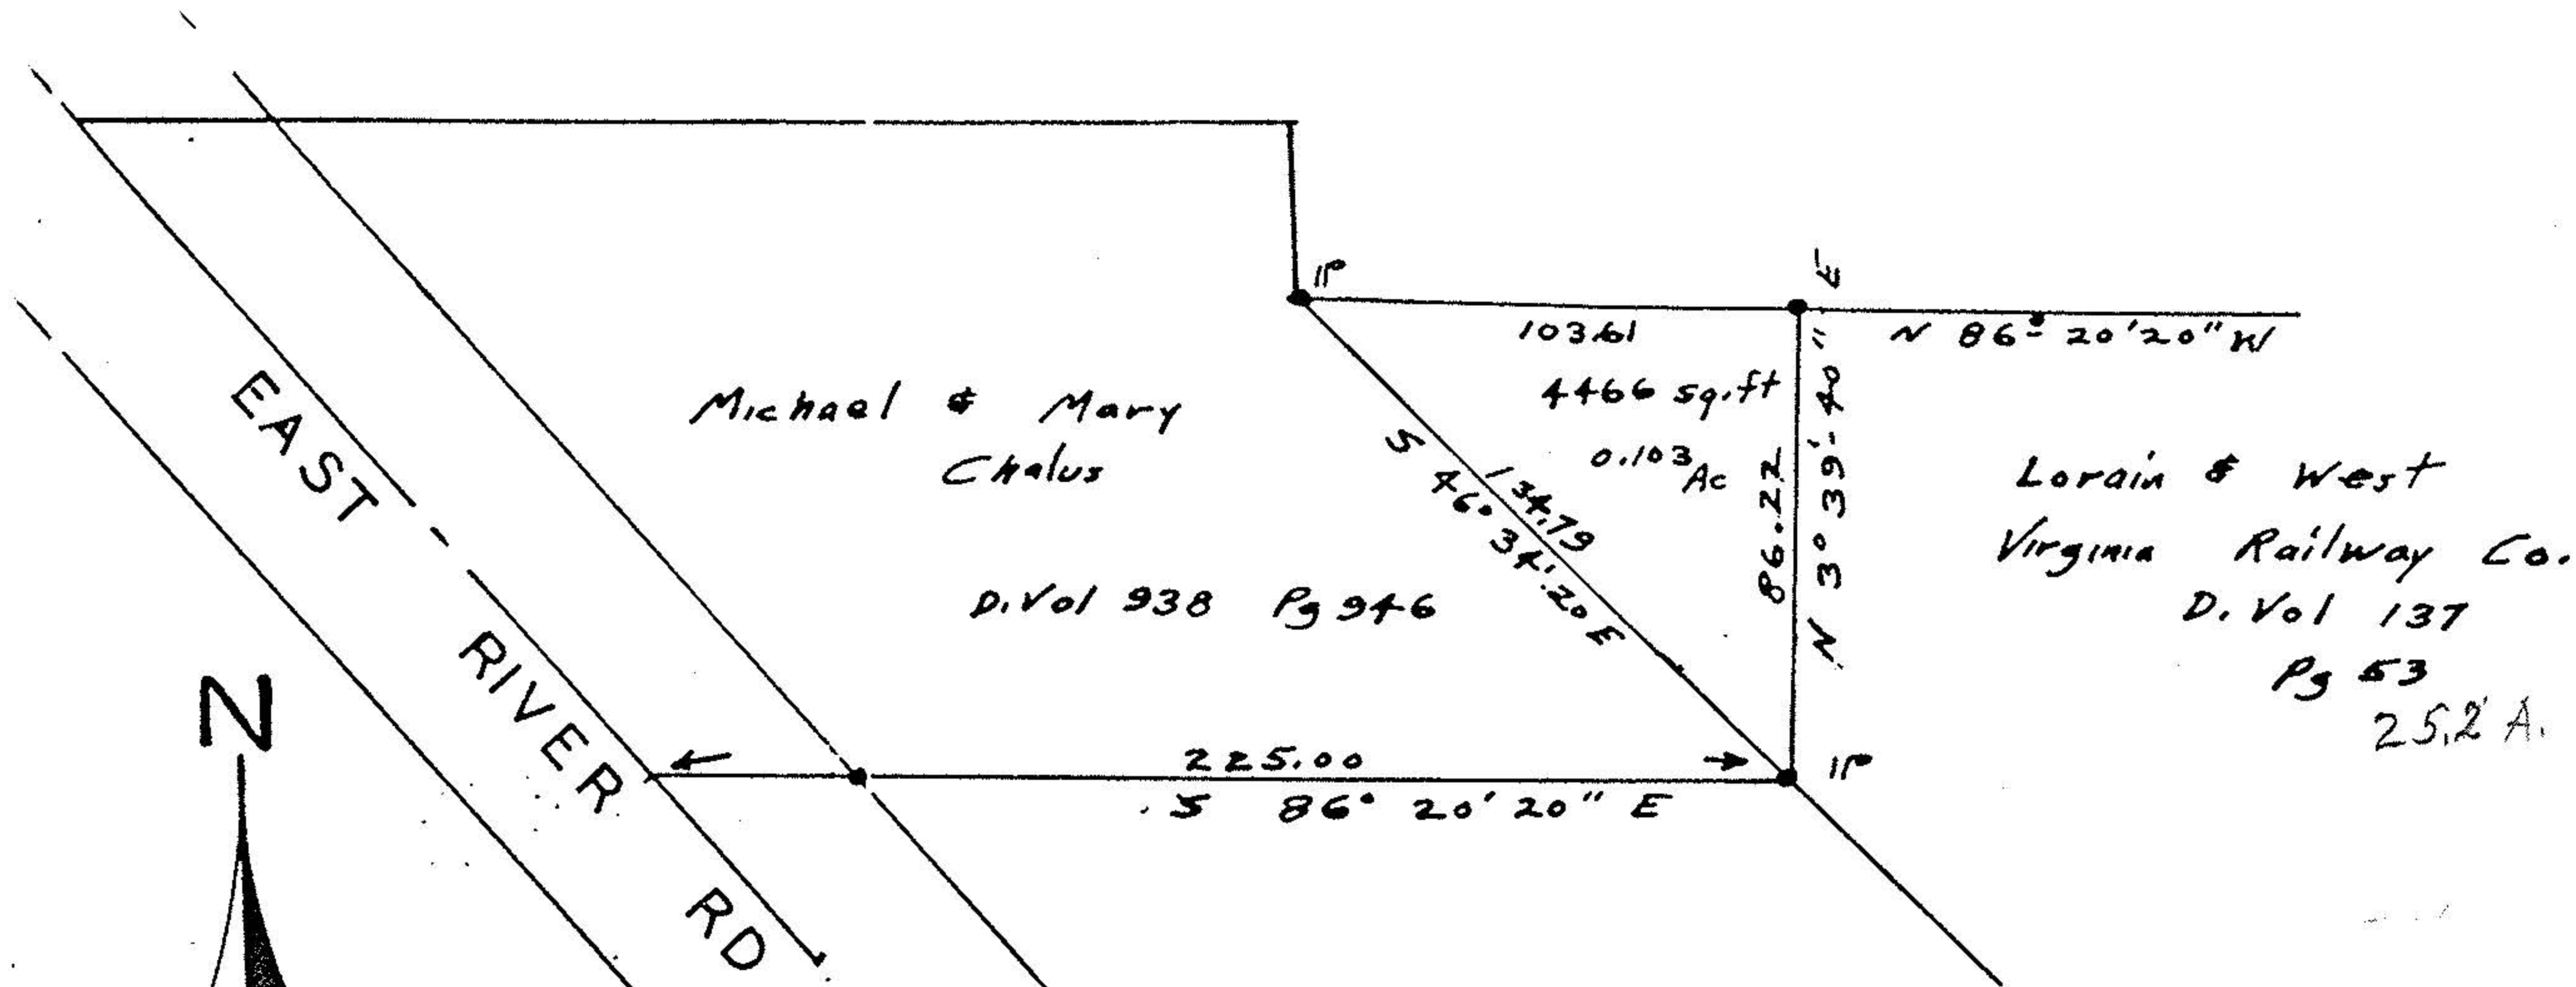 IP
E
103.61
N 86° 20' 20" W
4466 sq.ft
0.103 Ac
86.22
N 3° 39'-40"
134.79
S 46° 34'.20 E
Michael & Mary
Chalus
D.Vol 938 Pg 946
Lorain & West
Virginia Railway Co.
D. Vol 137
Pg 53
25.2 A.
EAST RIVER RD
N
225.00
S 86° 20' 20" E
IP